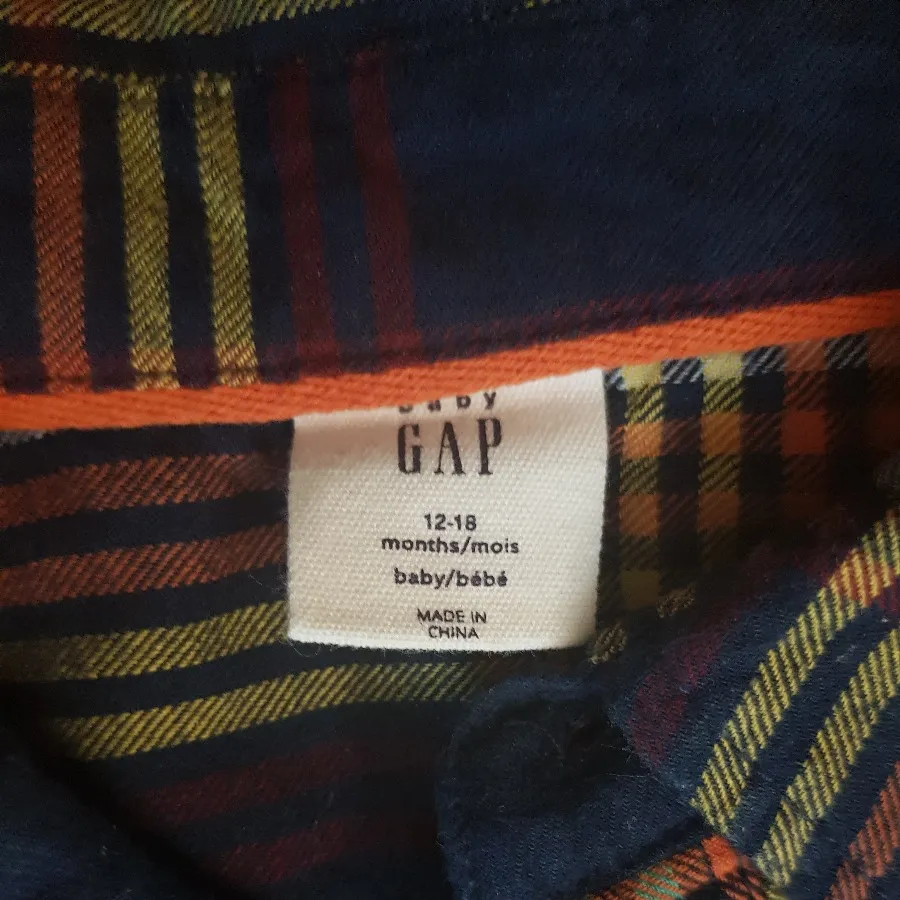 baby
GAP
12-18
months/mois
baby/bébé
MADE IN
CHINA